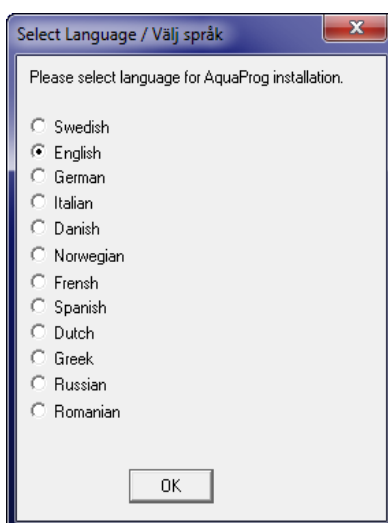 Select Language / Välj språk
Please select language for AquaProg installation.
Swedish
English
German
Italian
Danish
Norwegian
Frensh
Spanish
Dutch
Greek
Russian
Romanian
OK